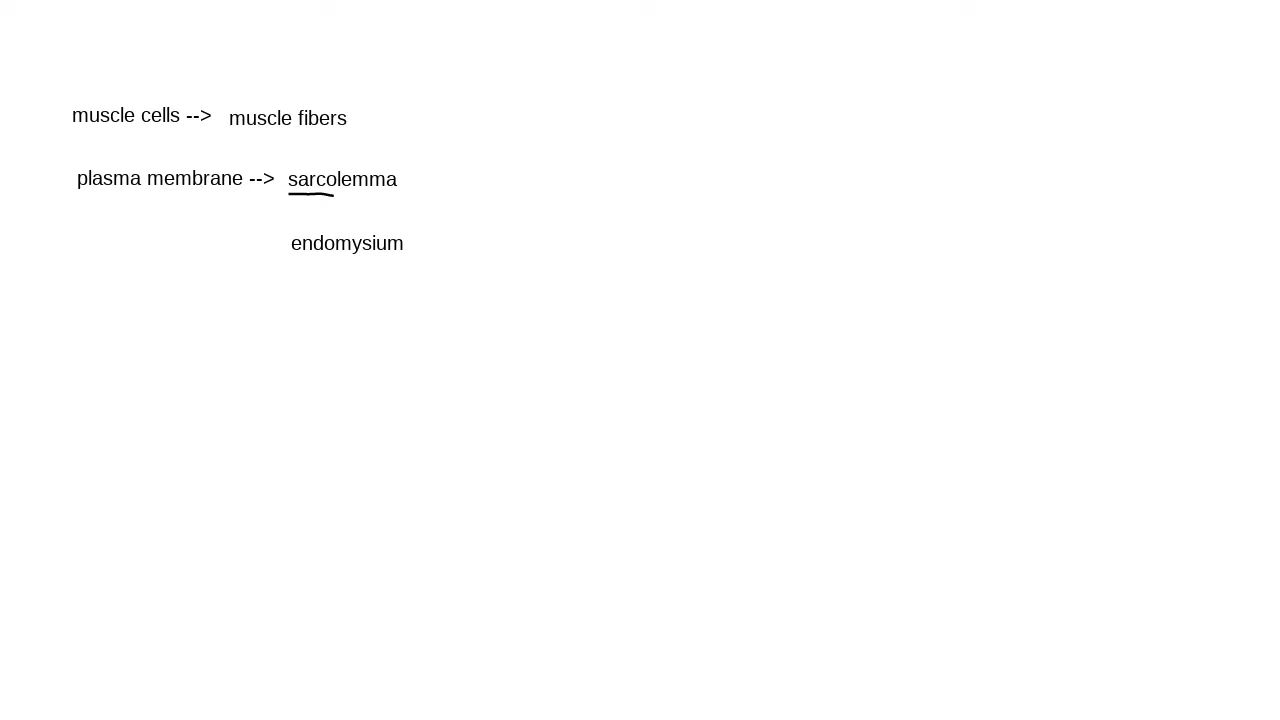 muscle cells --> muscle fibers
plasma membrane --> sarcolemma
endomysium